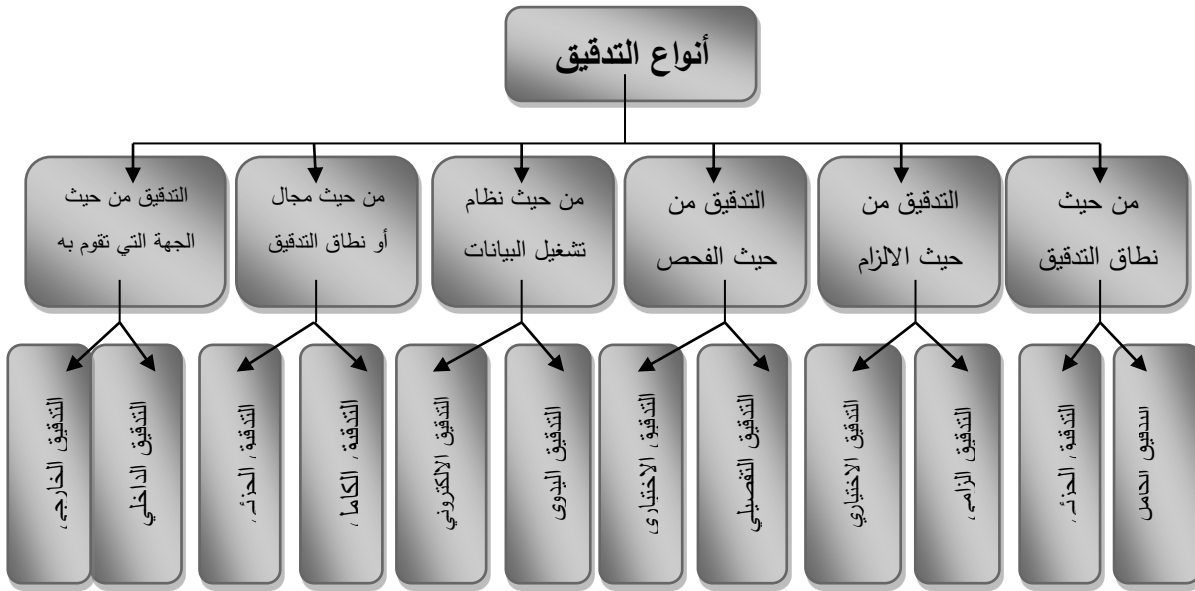 أنواع التدقيق
من حيث
نطاق التدقيق
التدقيق من
حيث الالزام
التدقيق من
حيث الفحص
من حيث نظام
تشغيل البيانات
من حيث مجال
أو نطاق التدقيق
التدقيق من حيث
الجهة التي تقوم به
التدقيق الكامل
التدقيق الجزئي
التدقيق الزامي
التدقيق الاختياري
التدقيق التفصيلي
التدقيق الاختباري
التدقيق اليدوي
التدقيق الالكتروني
التدقيق الكامل
التدقيق الجزئي
التدقيق الداخلي
التدقيق الخارجي